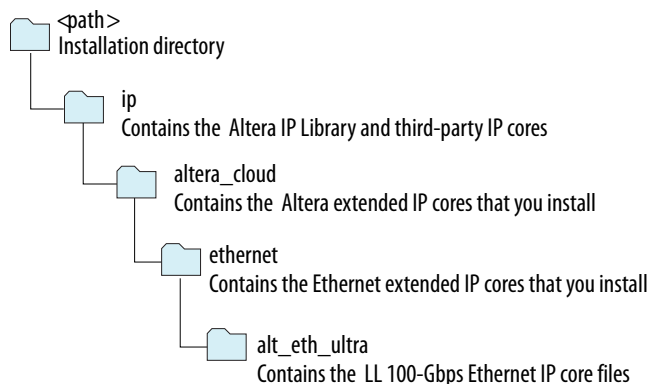 <path>
Installation directory
ip
Contains the Altera IP Library and third-party IP cores
altera_cloud
Contains the Altera extended IP cores that you install
ethernet
Contains the Ethernet extended IP cores that you install
alt_eth_ultra
Contains the LL 100-Gbps Ethernet IP core files